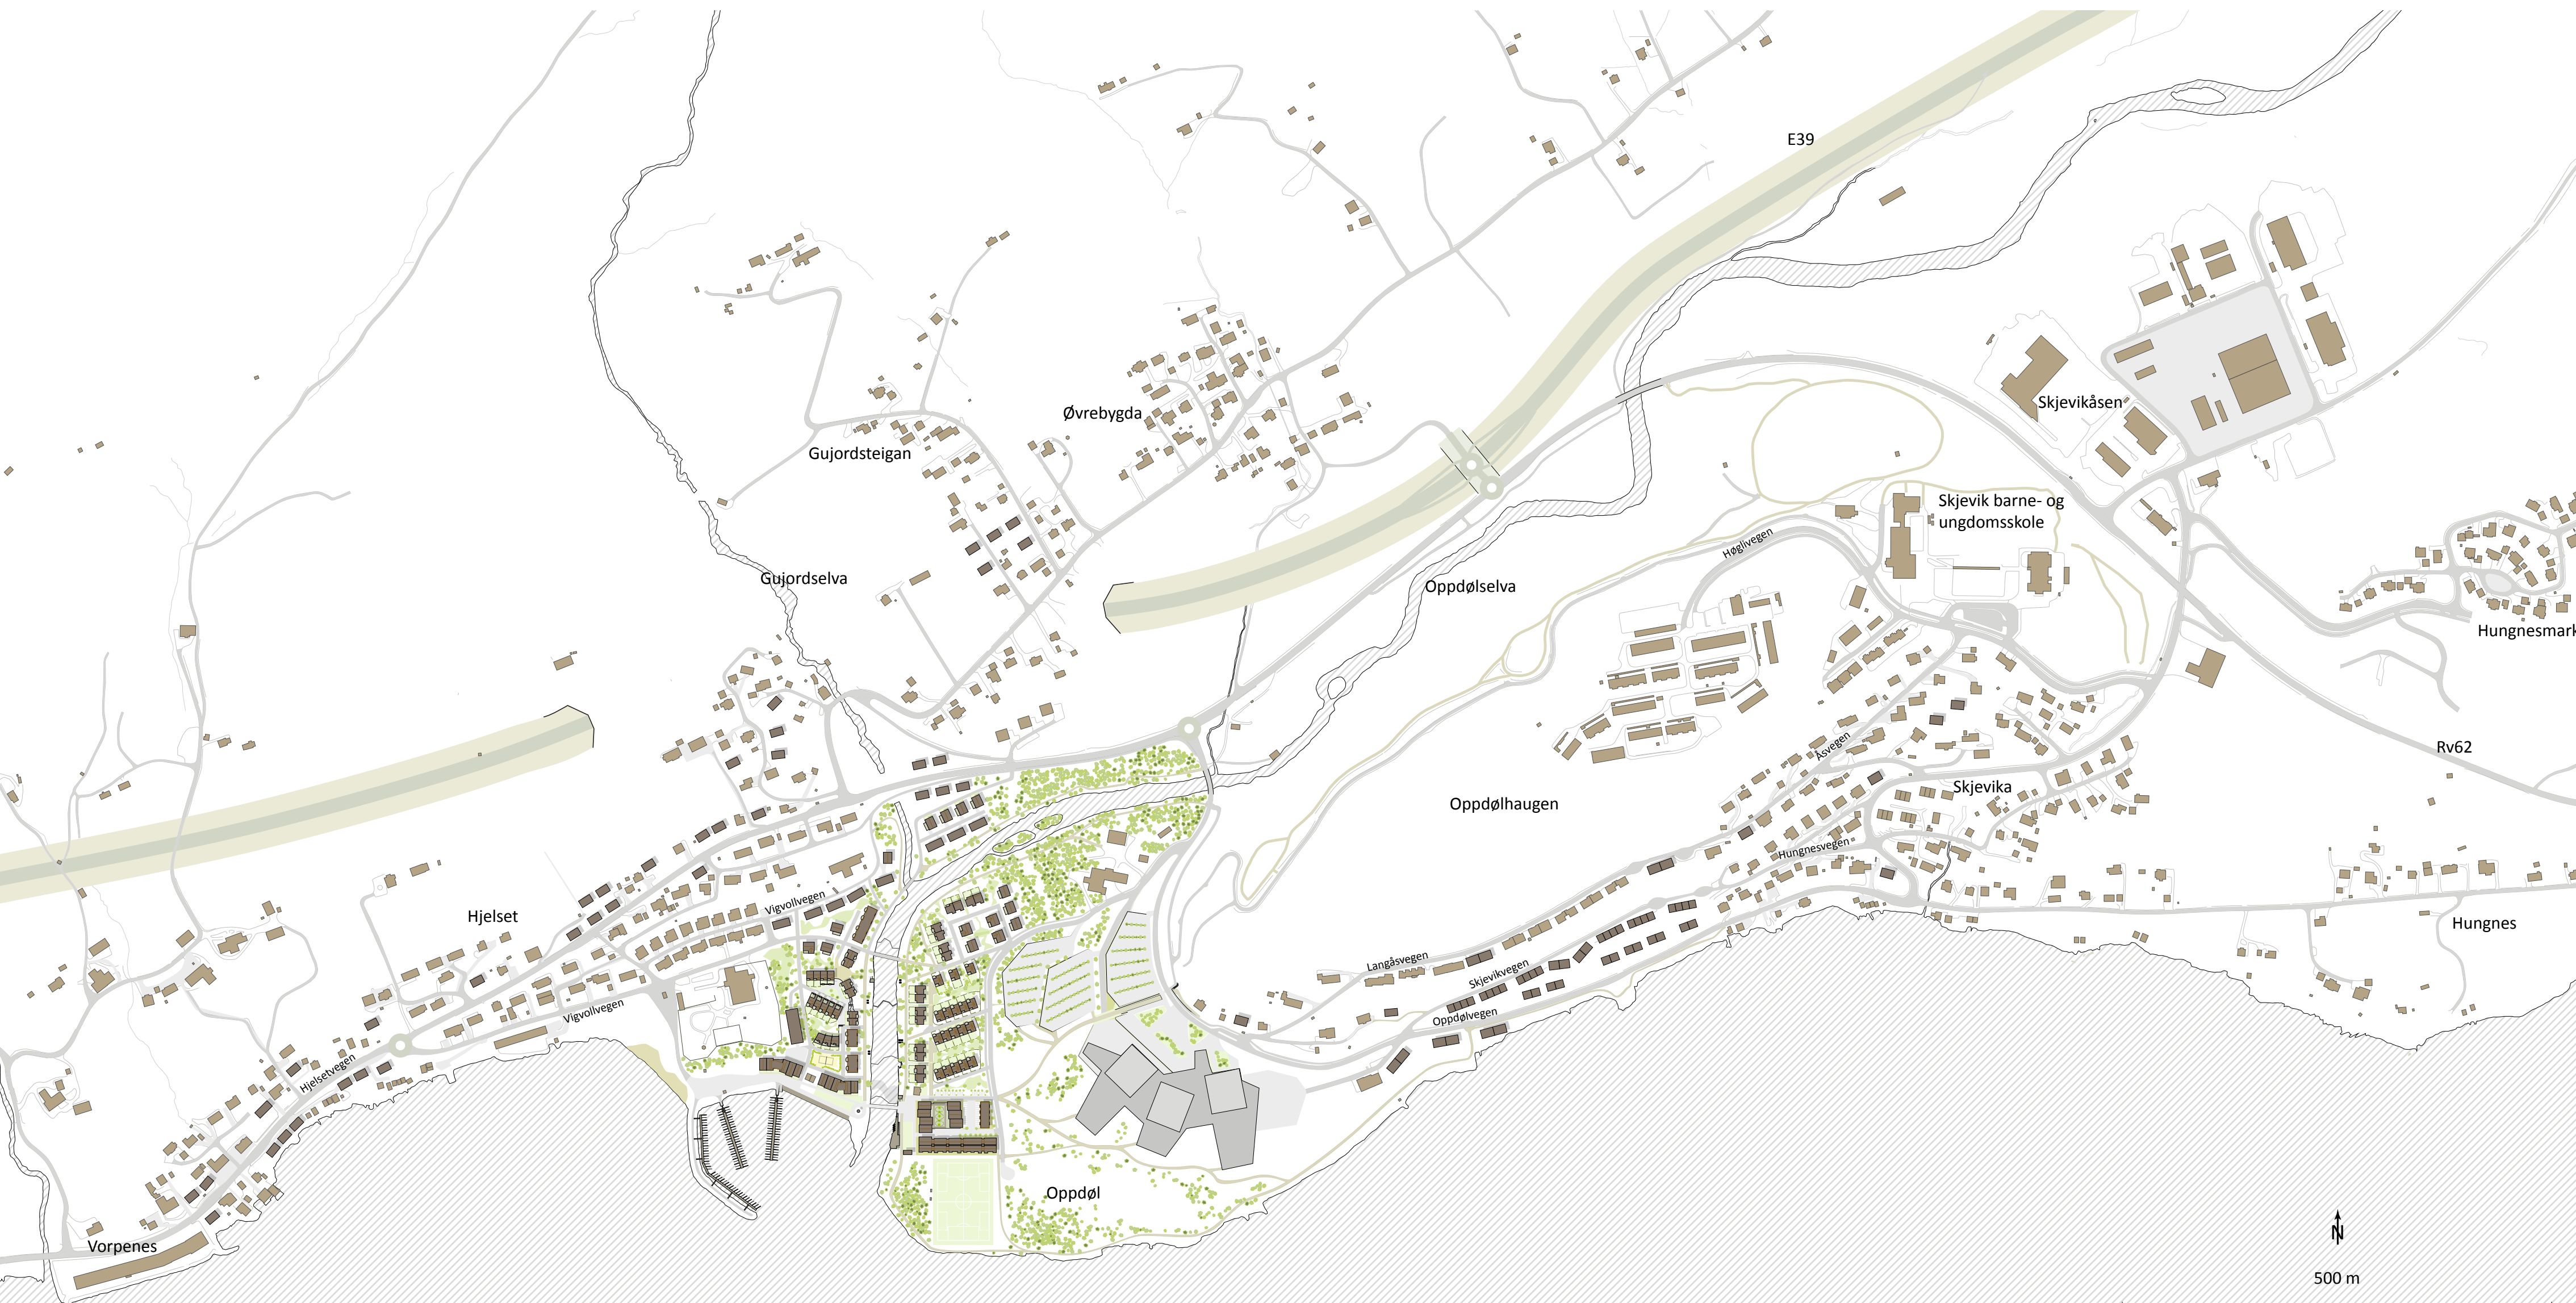 E39
Skjevikåsen
Øvrebygda
Gujordsteigan
Skjevik barne- og
ungdomsskole
Høglivegen
Gujordselva
Oppdølselva
Hungnesmark
Rv62
Åsvegen
Skjevika
Oppdølhaugen
Hungnesvegen
Vigvollvegen
Hjelset
Hungnes
Langåsvegen
Skjevikvegen
Vigvollvegen
Oppdølvegen
Hjelsetvegen
Oppdøl
Vorpenes
N
500 m